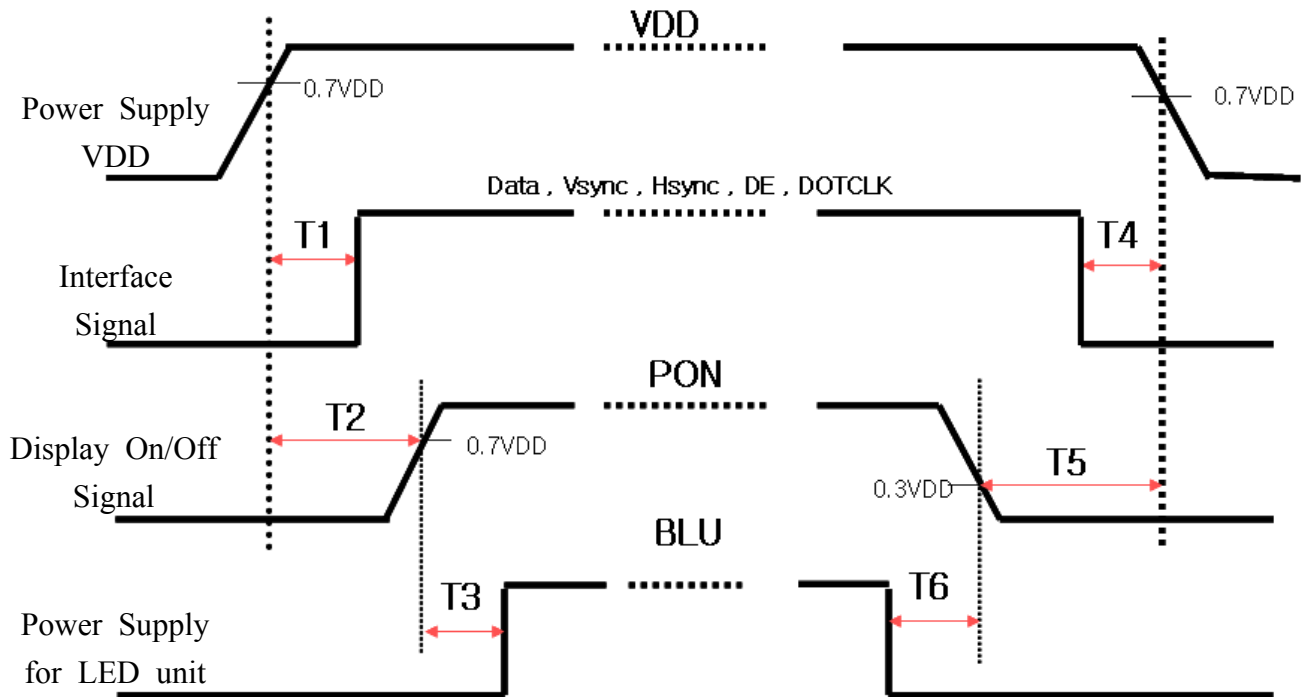 VDD
0.7VDD
0.7VDD
Power Supply
VDD
Data , Vsync , Hsync , DE , DOTCLK
T1
T4
Interface
Signal
PON
T2
0.7VDD
Display On/Off
Signal
T5
0.3VDD
BLU
T3
T6
Power Supply
for LED unit